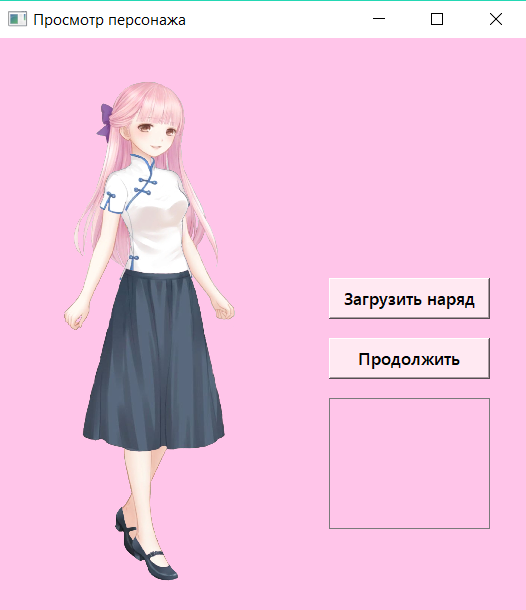 Просмотр персонажа
Загрузить наряд
Продолжить